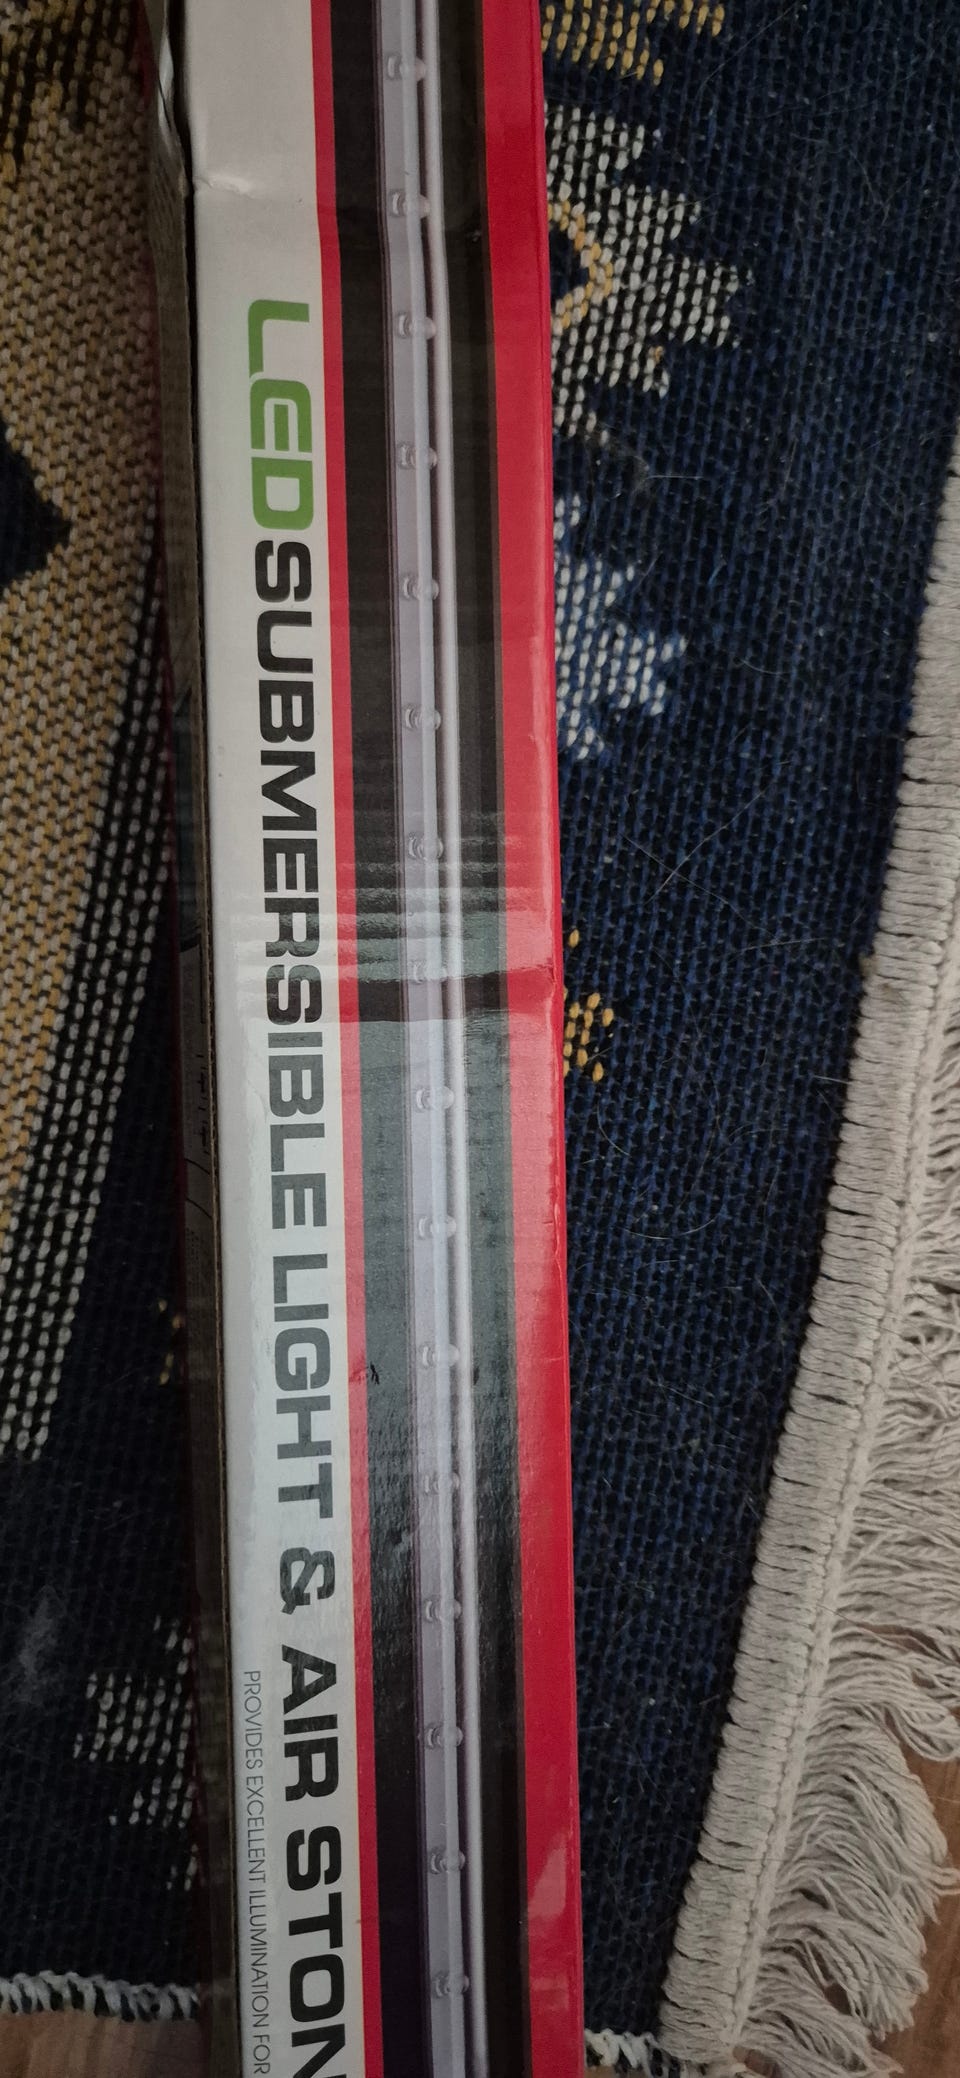 LED SUBMERSIBLE LIGHT & AIR STON
PROVIDES EXCELLENT ILLUMINATION FOR